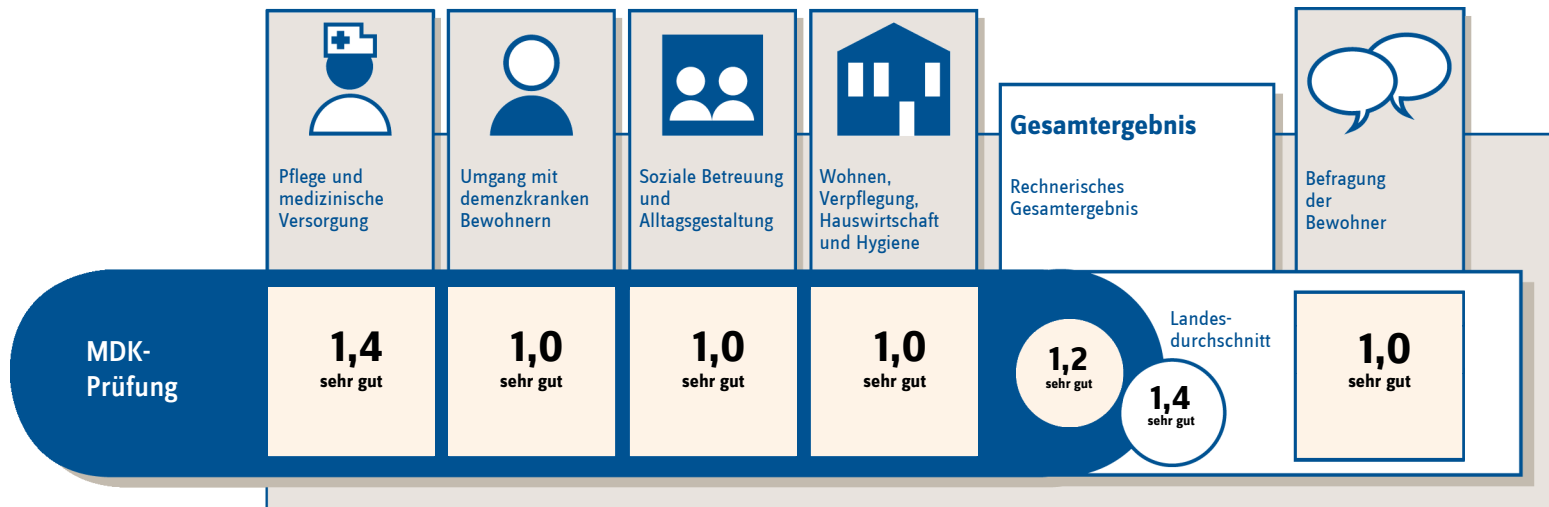 Pflege und
medizinische
Versorgung
Umgang mit
demenzkranken
Bewohnern
Soziale Betreuung
und
Alltagsgestaltung
Wohnen,
Verpflegung,
Hauswirtschaft
und Hygiene
Gesamtergebnis
Rechnerisches
Gesamtergebnis
Befragung
der
Bewohner
MDK-
Prüfung
1,4
sehr gut
1,0
sehr gut
1,0
sehr gut
1,0
sehr gut
1,2
sehr gut
Landes-
durchschnitt
1,4
sehr gut
1,0
sehr gut